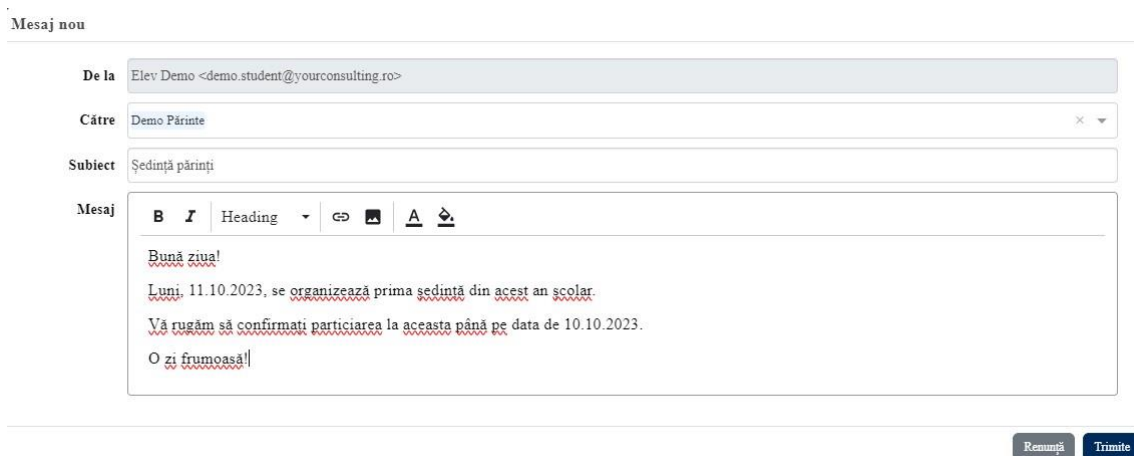 Mesaj nou
De la Elev Demo <demo.student@yourconsulting.ro>
Către Demo Părinte
Subiect Ședință părinți
Mesaj
B I Heading A
Bună ziua!
Luni, 11.10.2023, se organizează prima ședință din acest an școlar.
Vă rugăm să confirmați particiarea la aceasta până pe data de 10.10.2023.
O zi frumoasă!
Renunță Trimite